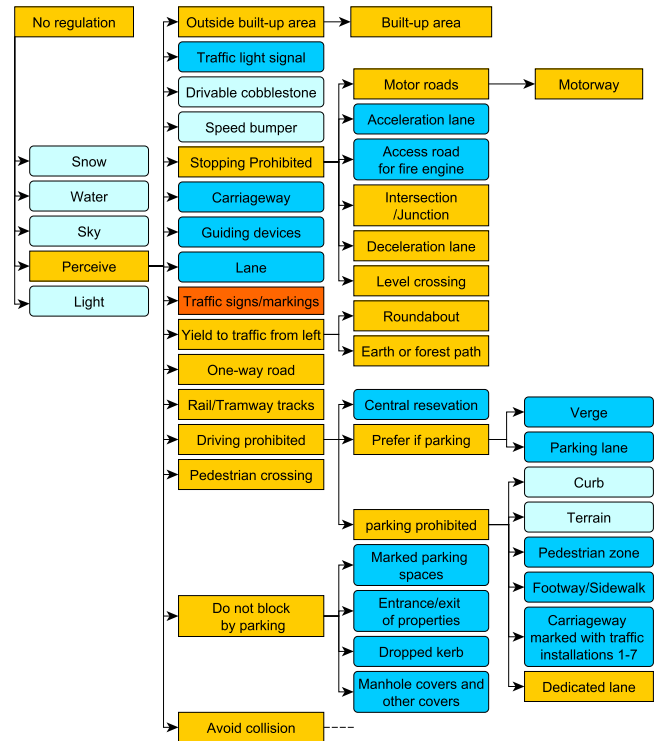 No regulation
Snow
Water
Sky
Perceive
Light
Outside built-up area
Traffic light signal
Drivable cobblestone
Speed bumper
Stopping Prohibited
Carriageway
Guiding devices
Lane
Traffic signs/markings
Yield to traffic from left
One-way road
Rail/Tramway tracks
Driving prohibited
Pedestrian crossing
Do not block
by parking
Avoid collision
Built-up area
Motor roads
Acceleration lane
Access road
for fire engine
Intersection
/Junction
Deceleration lane
Level crossing
Roundabout
Earth or forest path
Central resevation
Prefer if parking
parking prohibited
Marked parking
spaces
Entrance/exit
of properties
Dropped kerb
Manhole covers and
other covers
Motorway
Verge
Parking lane
Curb
Terrain
Pedestrian zone
Footway/Sidewalk
Carriageway
marked with traffic
installations 1-7
Dedicated lane